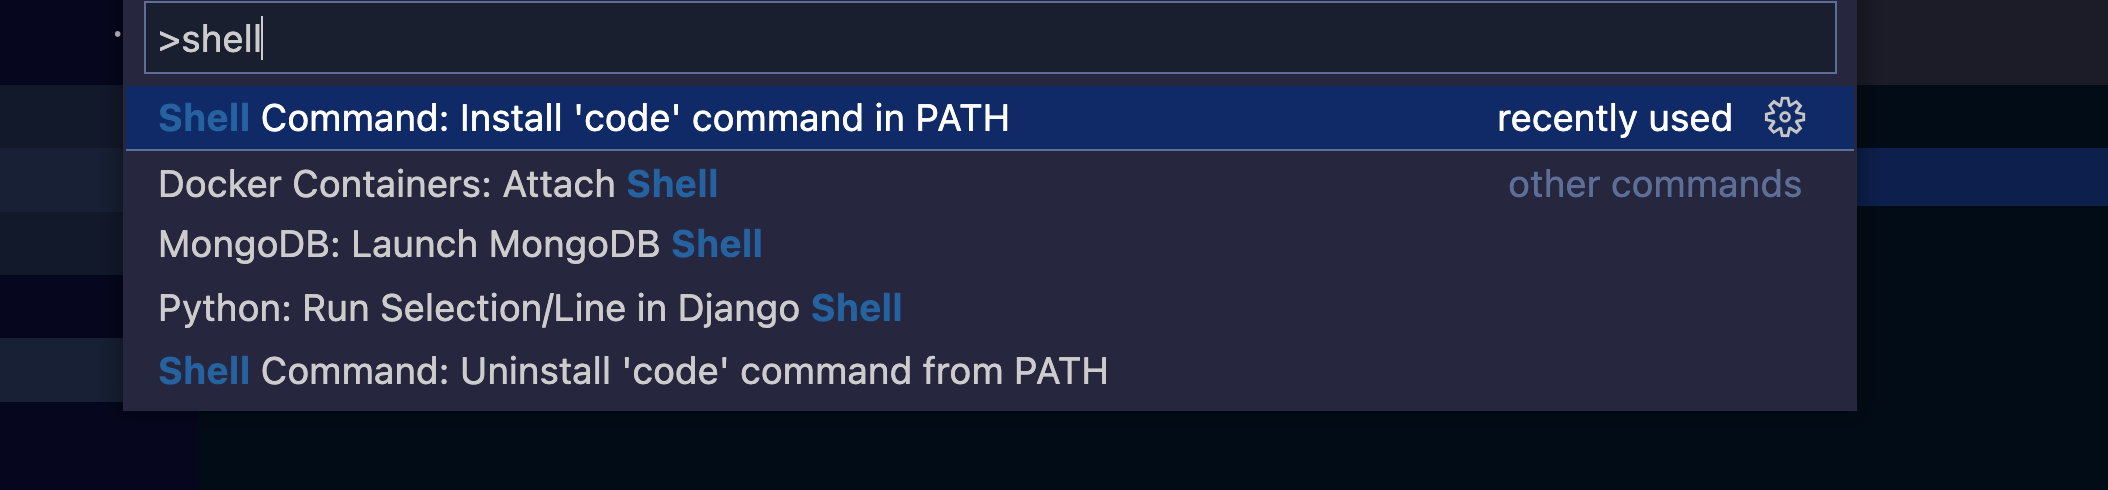 >shell
Shell Command: Install 'code' command in PATH recently used
Docker Containers: Attach Shell other commands
MongoDB: Launch MongoDB Shell
Python: Run Selection/Line in Django Shell
Shell Command: Uninstall 'code' command from PATH